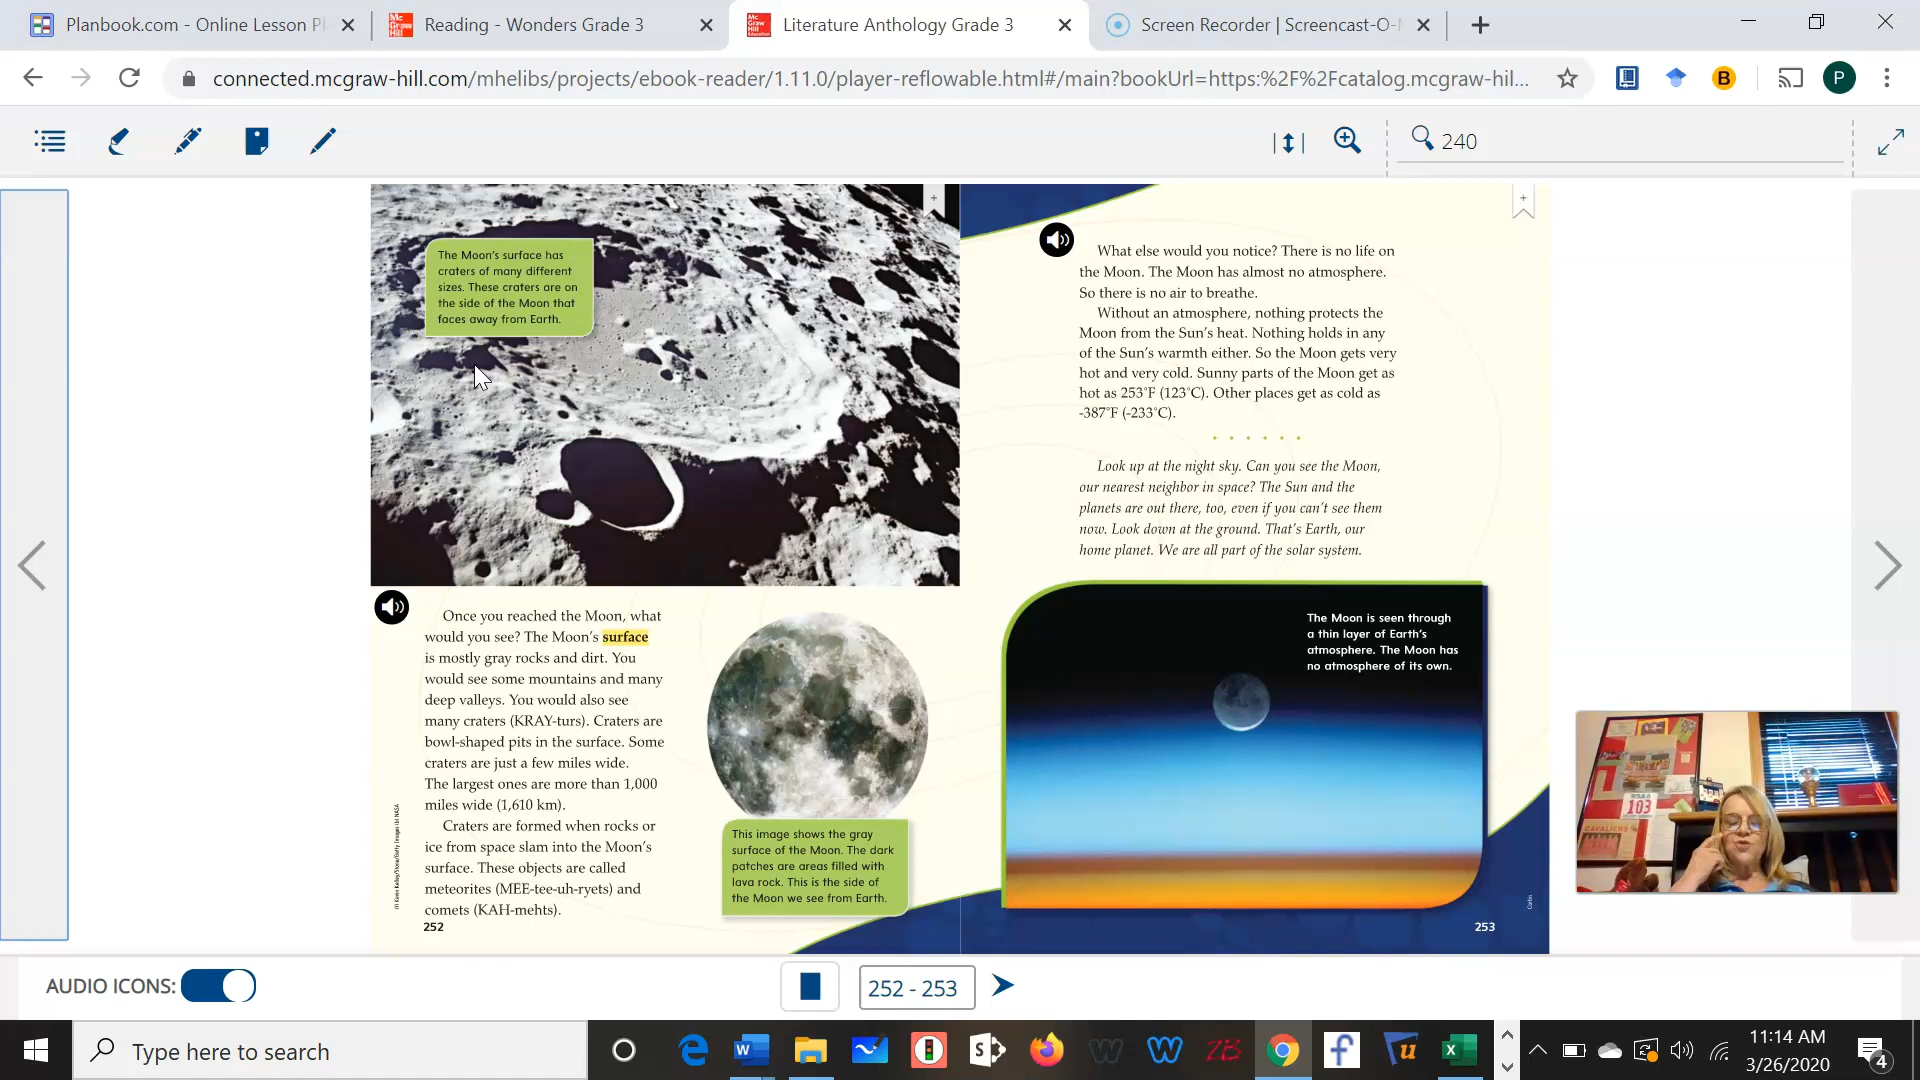 Planbook.com - Online Lesson Pl
Reading - Wonders Grade 3
Literature Anthology Grade 3
Screen Recorder | Screencast-O-M
connected.mcgraw-hill.com/mhelibs/projects/ebook-reader/1.11.0/player-reflowable.html#/main?bookUrl=https:%2F%2Fcatalog.mcgraw-hil...
B
P
240
The Moon's surface has
craters of many different
sizes. These craters are on
the side of the Moon that
faces away from Earth.
Once you reached the Moon, what
would you see? The Moon's surface
is mostly gray rocks and dirt. You
would see some mountains and many
deep valleys. You would also see
many craters (KRAY-turs). Craters are
bowl-shaped pits in the surface. Some
craters are just a few miles wide.
The largest ones are more than 1,000
miles wide (1,610 km).
Craters are formed when rocks or
ice from space slam into the Moon's
surface. These objects are called
meteorites (MEE-tee-uh-ryets) and
comets (KAH-mehts).
252
This image shows the gray
surface of the Moon. The dark
patches are areas filled with
lava rock. This is the side of
the Moon we see from Earth.
What else would you notice? There is no life on
the Moon. The Moon has almost no atmosphere.
So there is no air to breathe.
Without an atmosphere, nothing protects the
Moon from the Sun's heat. Nothing holds in any
of the Sun's warmth either. So the Moon gets very
hot and very cold. Sunny parts of the Moon get as
hot as 253°F (123°C). Other places get as cold as
-387°F (-233°C).
Look up at the night sky. Can you see the Moon,
our nearest neighbor in space? The Sun and the
planets are out there, too, even if you can't see them
now. Look down at the ground. That's Earth, our
home planet. We are all part of the solar system.
The Moon is seen through
a thin layer of Earth's
atmosphere. The Moon has
no atmosphere of its own.
Corbis
253
103
CAVALIERS
AUDIO ICONS:
252 - 253
Type here to search
11:14 AM
3/26/2020
4